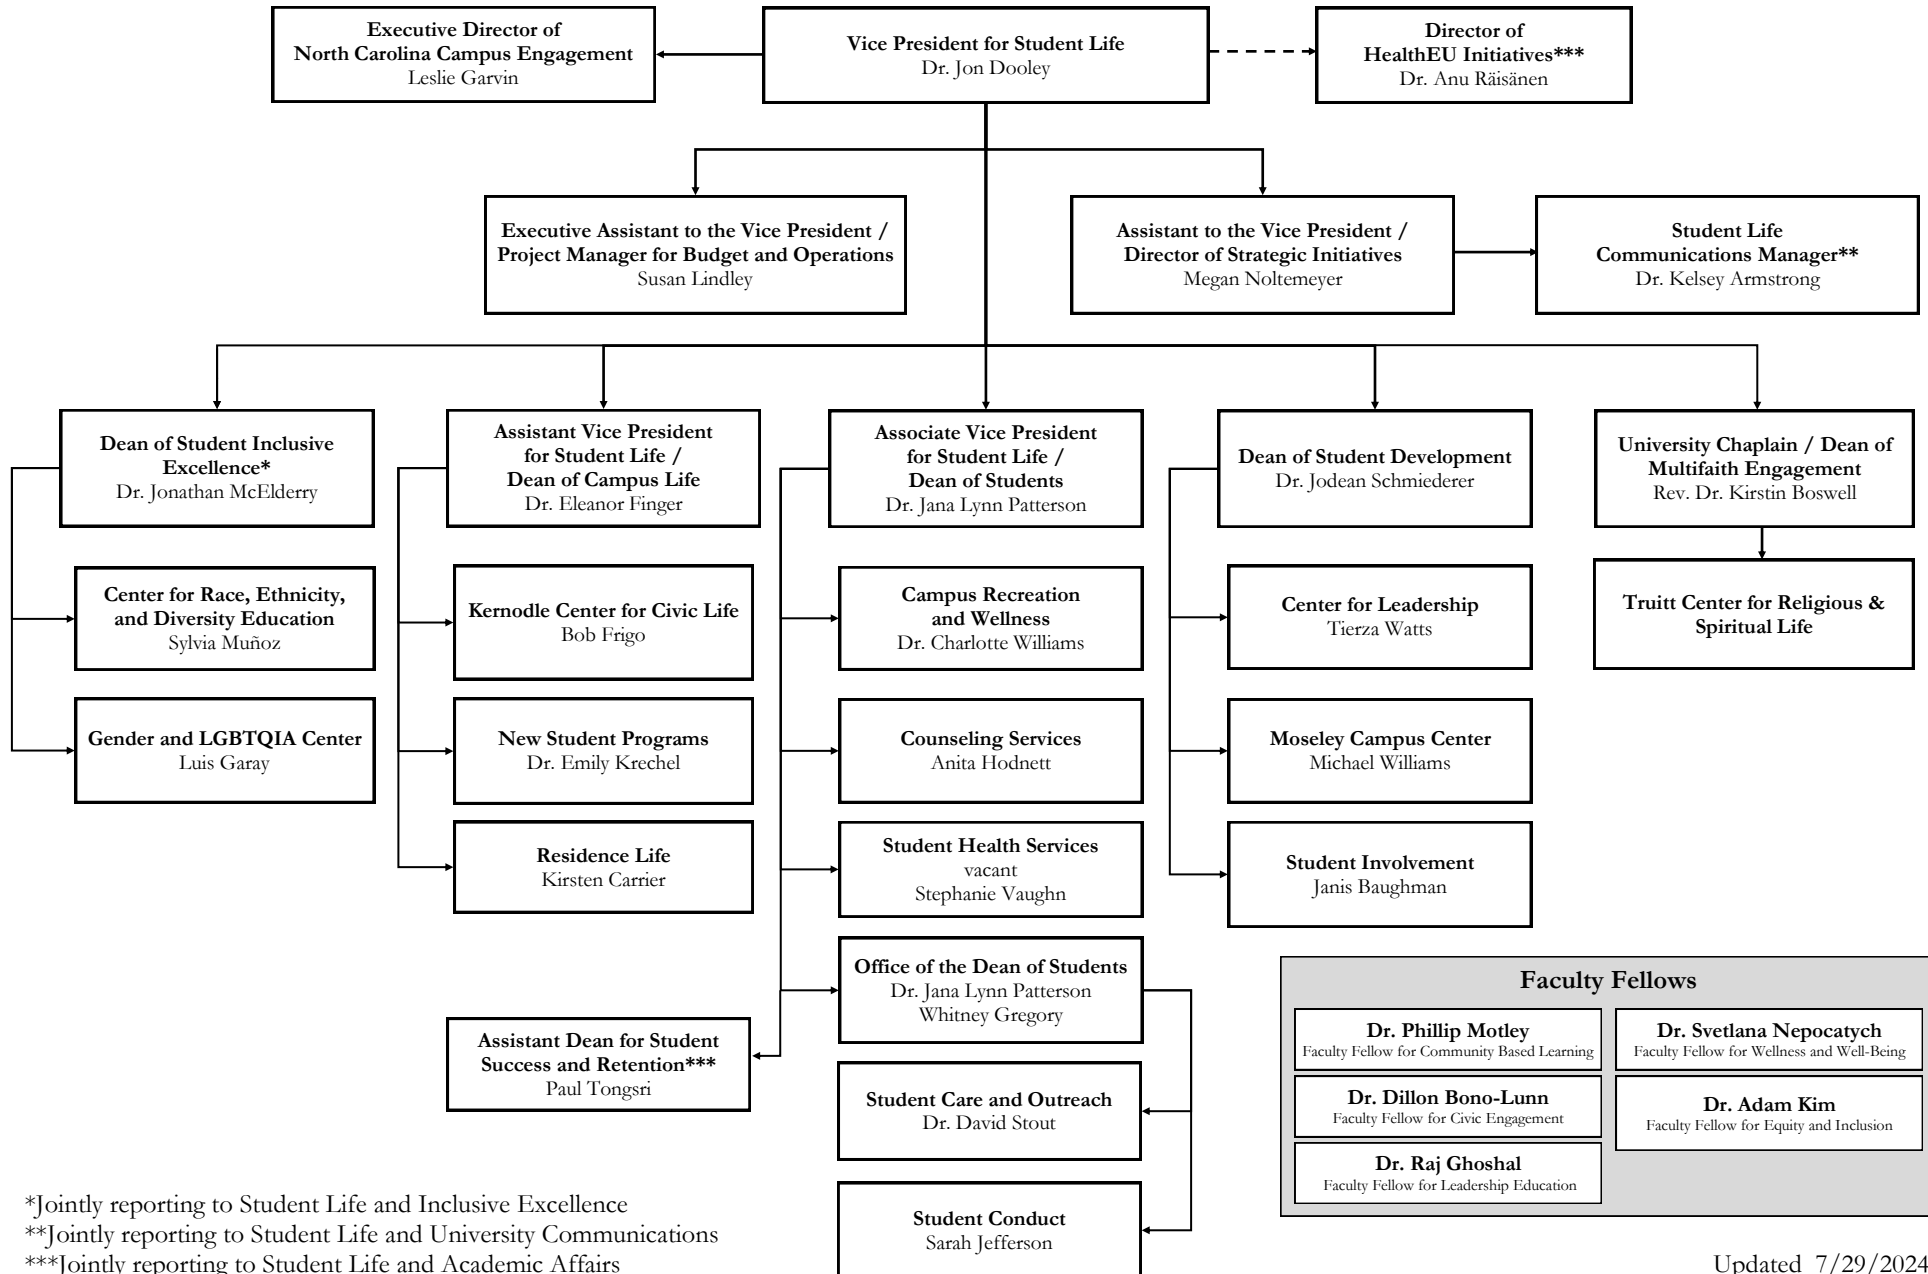 Executive Director of
North Carolina Campus Engagement
Leslie Garvin
Vice President for Student Life
Dr. Jon Dooley
Director of
HealthEU Initiatives***
Dr. Anu Räisänen
Executive Assistant to the Vice President /
Project Manager for Budget and Operations
Susan Lindley
Assistant to the Vice President /
Director of Strategic Initiatives
Megan Noltemeyer
Student Life
Communications Manager**
Dr. Kelsey Armstrong
Dean of Student Inclusive
Excellence*
Dr. Jonathan McElderry
Assistant Vice President
for Student Life /
Dean of Campus Life
Dr. Eleanor Finger
Associate Vice President
for Student Life /
Dean of Students
Dr. Jana Lynn Patterson
Dean of Student Development
Dr. Jodean Schmiederer
University Chaplain / Dean of
Multifaith Engagement
Rev. Dr. Kirstin Boswell
Center for Race, Ethnicity,
and Diversity Education
Sylvia Muñoz
Kernodle Center for Civic Life
Bob Frigo
Campus Recreation
and Wellness
Dr. Charlotte Williams
Center for Leadership
Tierza Watts
Truitt Center for Religious &
Spiritual Life
Gender and LGBTQIA Center
Luis Garay
New Student Programs
Dr. Emily Krechel
Counseling Services
Anita Hodnett
Moseley Campus Center
Michael Williams
Residence Life
Kirsten Carrier
Student Health Services
vacant
Stephanie Vaughn
Student Involvement
Janis Baughman
Office of the Dean of Students
Dr. Jana Lynn Patterson
Whitney Gregory
Assistant Dean for Student
Success and Retention***
Paul Tongsri
Student Care and Outreach
Dr. David Stout
Student Conduct
Sarah Jefferson
Faculty Fellows
Dr. Phillip Motley
Faculty Fellow for Community Based Learning
Dr. Svetlana Nepocatych
Faculty Fellow for Wellness and Well-Being
Dr. Dillon Bono-Lunn
Faculty Fellow for Civic Engagement
Dr. Adam Kim
Faculty Fellow for Equity and Inclusion
Dr. Raj Ghoshal
Faculty Fellow for Leadership Education
*Jointly reporting to Student Life and Inclusive Excellence
**Jointly reporting to Student Life and University Communications
***Jointly reporting to Student Life and Academic Affairs
Updated 7/29/2024